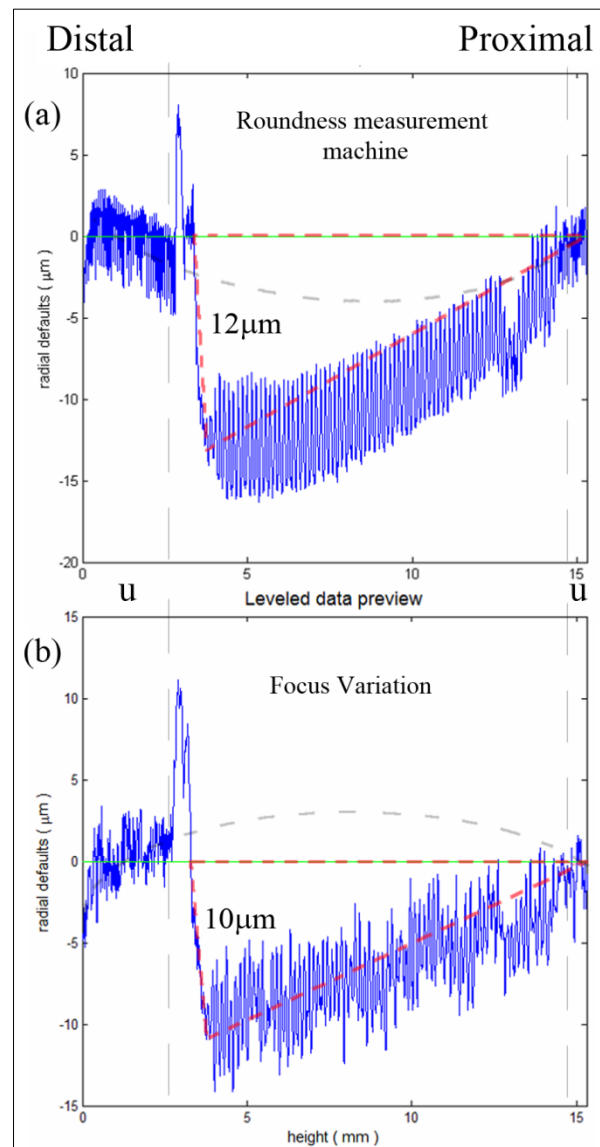 Distal Proximal
(a)
Roundness measurement
machine
radial defaults ( μm )
10
5
0
-5
-10
-15
-20
12μm
0 5 10 15
u Leveled data preview u
(b)
Focus Variation
radial defaults ( μm )
15
10
5
0
-5
-10
-15
10μm
0 5 10 15
height ( mm )